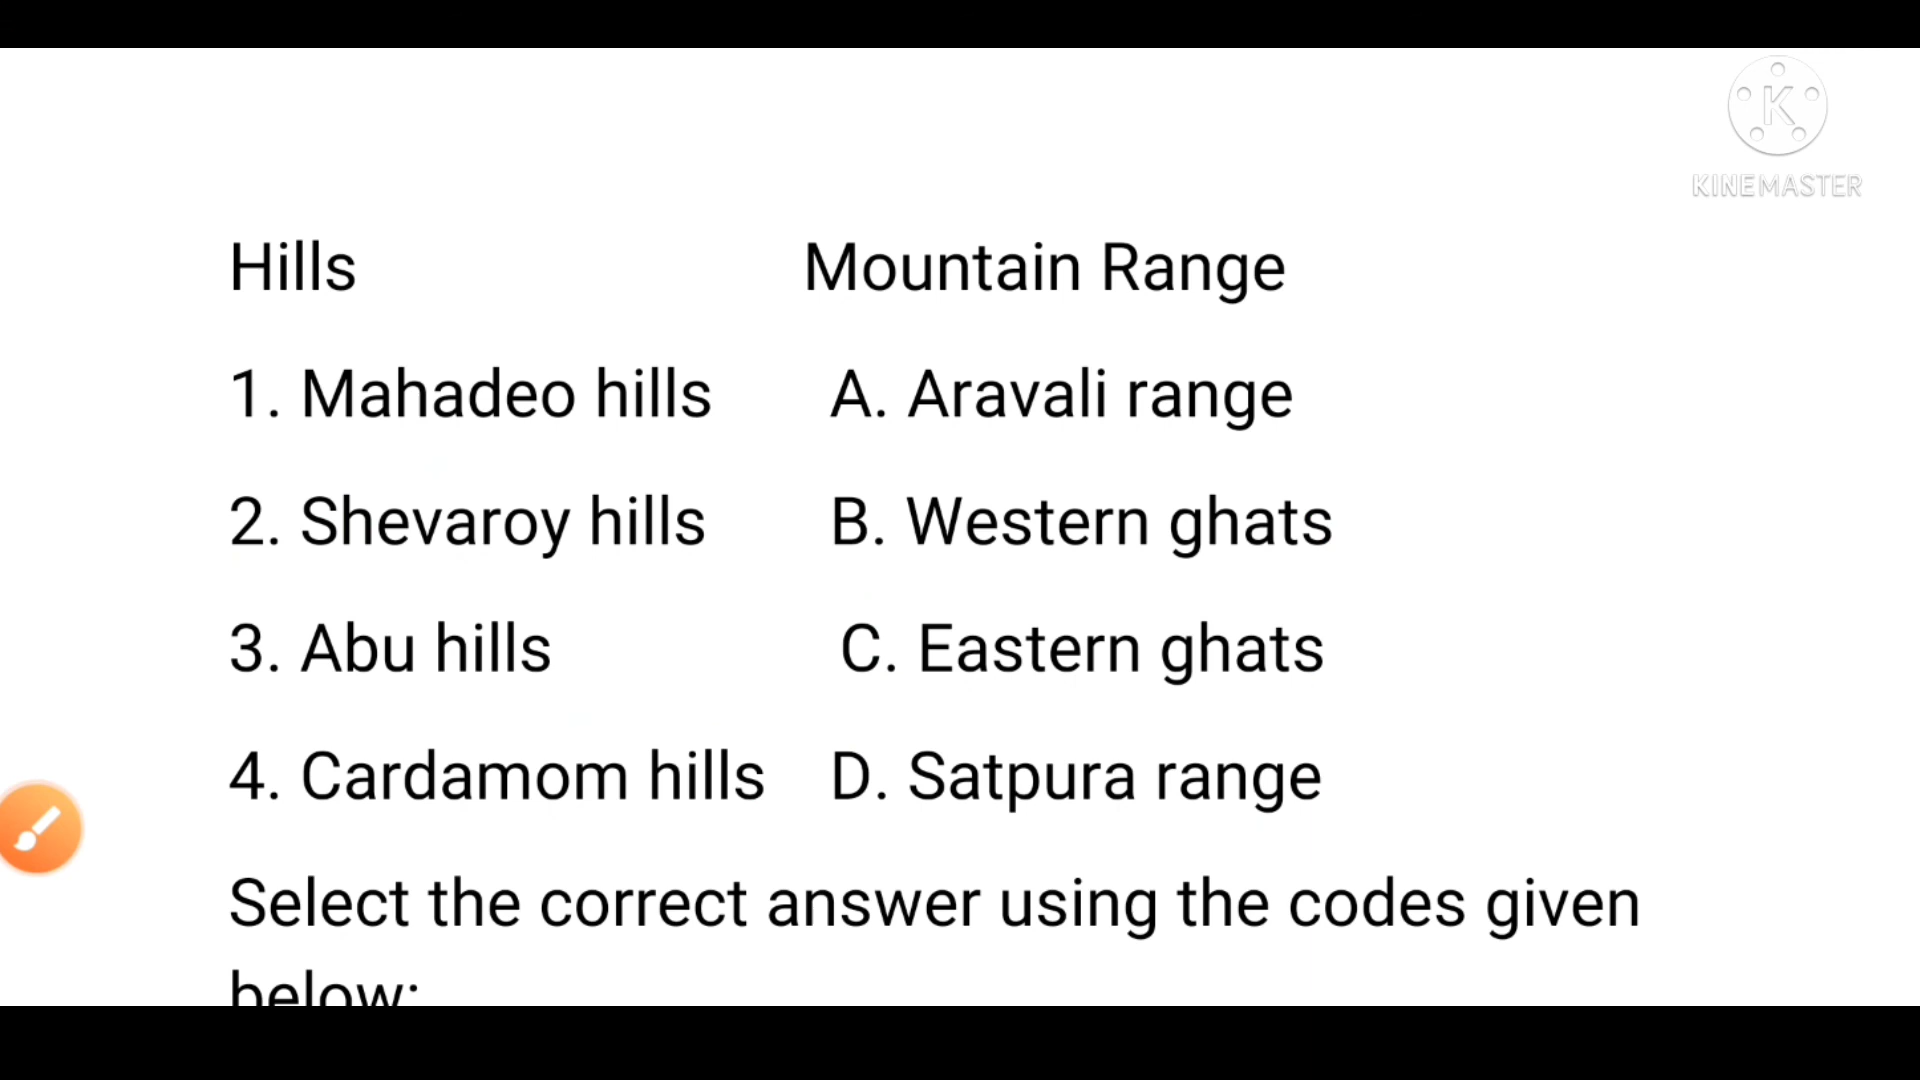 KINEMASTER
Hills Mountain Range
1. Mahadeo hills A. Aravali range
2. Shevaroy hills B. Western ghats
3. Abu hills C. Eastern ghats
4. Cardamom hills D. Satpura range
Select the correct answer using the codes given
below: